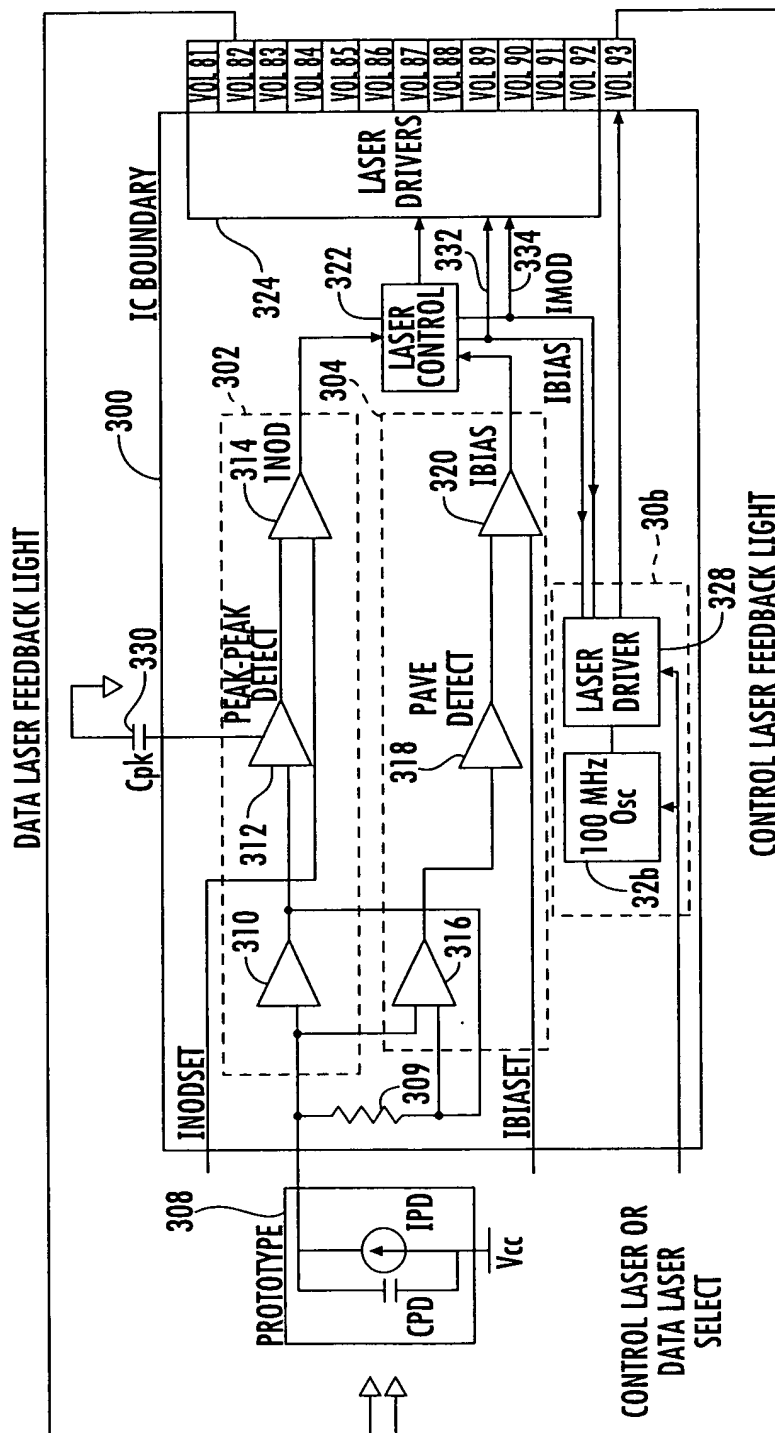 DATA LASER FEEDBACK LIGHT
300
IC BOUNDARY
VOL 81
VOL 82
VOL 83
VOL 84
VOL 85
VOL 86
VOL 87
VOL 88
VOL 89
VOL 90
VOL 91
VOL 92
VOL 93
Cpk
330
324
LASER
DRIVERS
INODSET
302
310
312
PEAK-PEAK
DETECT
314
1NOD
322
LASER
CONTROL
332
334
IMOD
IBIAS
304
308
PROTOTYPE
CPD
IPD
Vcc
309
316
318
PAVE
DETECT
320
IBIAS
IBIASET
30b
100 MHz
Osc
32b
LASER
DRIVER
328
CONTROL LASER OR
DATA LASER
SELECT
CONTROL LASER FEEDBACK LIGHT